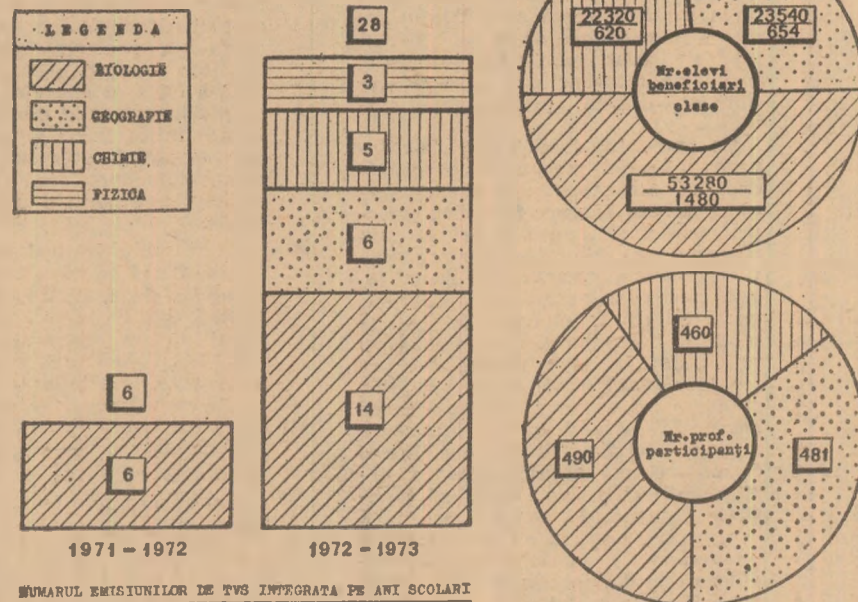 LEGENDA
BIOLOGIE
GEOGRAFIE
CHIMIE
FIZICA
28
3
5
6
14
6
6
1971 - 1972
1972 - 1973
NUMARUL EMISIUNILOR DE TVS INTEGRATA PE ANI SCOLARI
22320
620
23540
654
Nr.elevi
beneficiari
clase
53280
1480
460
490
481
Nr.prof.
participanti